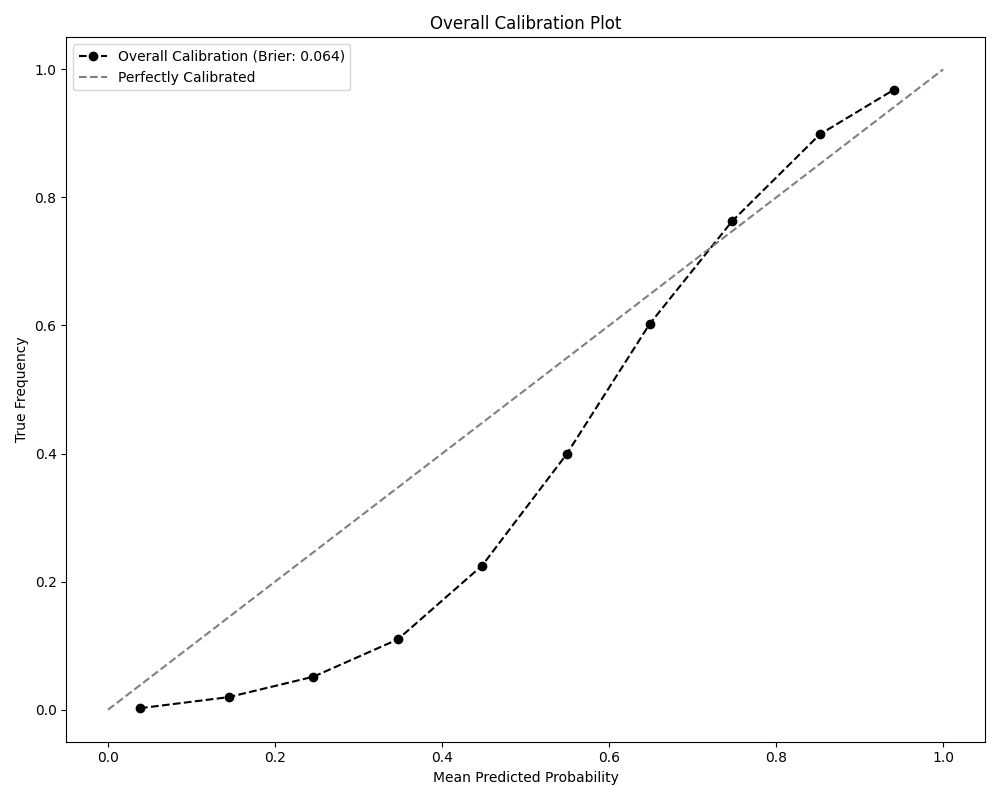 Overall Calibration Plot
Overall Calibration (Brier: 0.064)
Perfectly Calibrated
1.0
0.8
0.6
0.4
0.2
0.0
True Frequency
0.0 0.2 0.4 0.6 0.8 1.0
Mean Predicted Probability